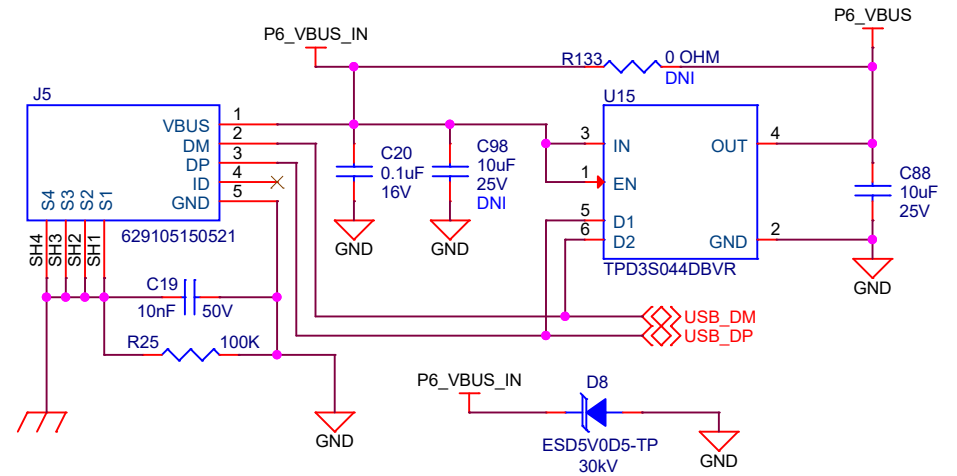 P6_VBUS_IN
P6_VBUS
R133
0 OHM
DNI
J5
U15
VBUS
1
DM
2
DP
3
ID
4
GND
5
S4
S3
S2
S1
SH4
SH3
SH2
SH1
629105150521
C20
0.1uF
16V
C98
10uF
25V
DNI
GND
GND
3
IN
1
EN
5
D1
6
D2
OUT
4
GND
2
TPD3S044DBVR
C88
10uF
25V
GND
C19
10nF
50V
R25
100K
GND
USB_DM
USB_DP
P6_VBUS_IN
D8
ESD5V0D5-TP
30kV
GND